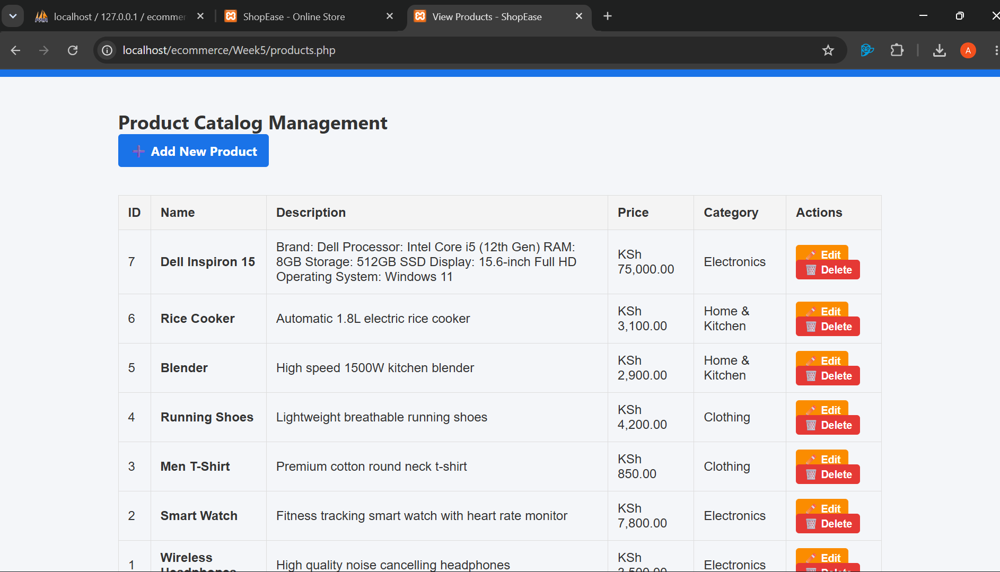 localhost / 127.0.0.1 / ecommer
ShopEase - Online Store
View Products - ShopEase
localhost/ecommerce/Week5/products.php
A
Product Catalog Management
Add New Product
ID Name Description Price Category Actions
7 Dell Inspiron 15 Brand: Dell Processor: Intel Core i5 (12th Gen) RAM:
8GB Storage: 512GB SSD Display: 15.6-inch Full HD
Operating System: Windows 11
KSh
75,000.00
Electronics
Edit
Delete
6 Rice Cooker Automatic 1.8L electric rice cooker
KSh
3,100.00
Home &
Kitchen
Edit
Delete
5 Blender High speed 1500W kitchen blender
KSh
2,900.00
Home &
Kitchen
Edit
Delete
4 Running Shoes Lightweight breathable running shoes
KSh
4,200.00
Clothing
Edit
Delete
3 Men T-Shirt Premium cotton round neck t-shirt
KSh
850.00
Clothing
Edit
Delete
2 Smart Watch Fitness tracking smart watch with heart rate monitor
KSh
7,800.00
Electronics
Edit
Delete
1 Wireless
Headphones
High quality noise cancelling headphones
KSh
Electronics
Edit
Delete